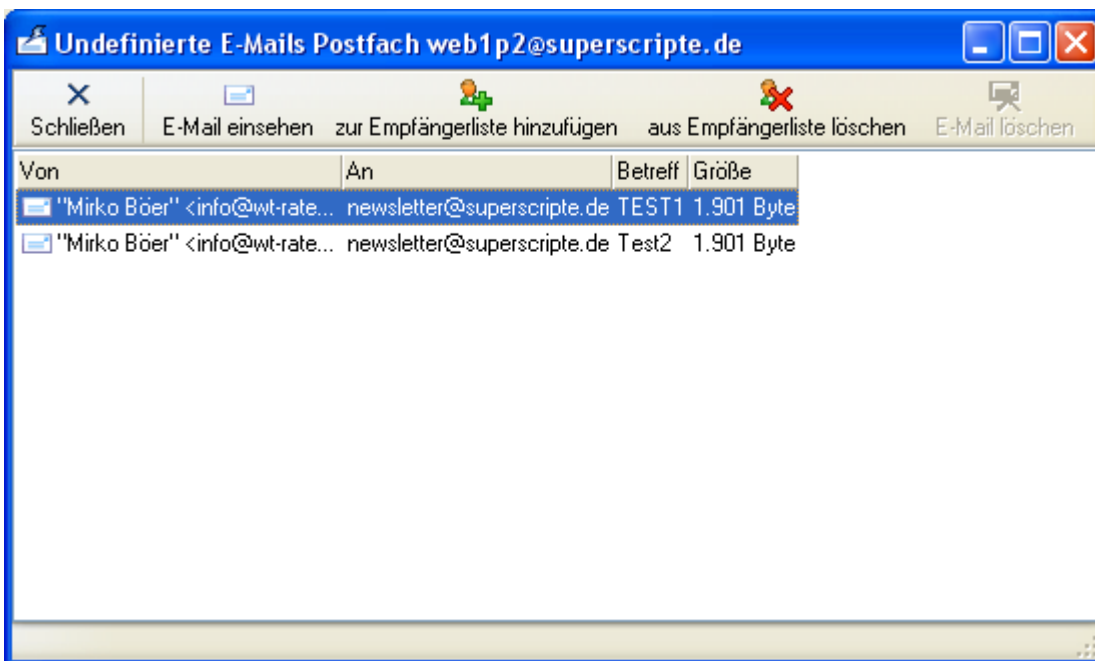 Undefinierte E-Mails Postfach web1p2@superscripte.de
Schließen E-Mail einsehen zur Empfängerliste hinzufügen aus Empfängerliste löschen E-Mail löschen
Von An Betreff Größe
"Mirko Böer" <info@wt-rate... newsletter@superscripte.de TEST1 1.901 Byte
"Mirko Böer" <info@wt-rate... newsletter@superscripte.de Test2 1.901 Byte